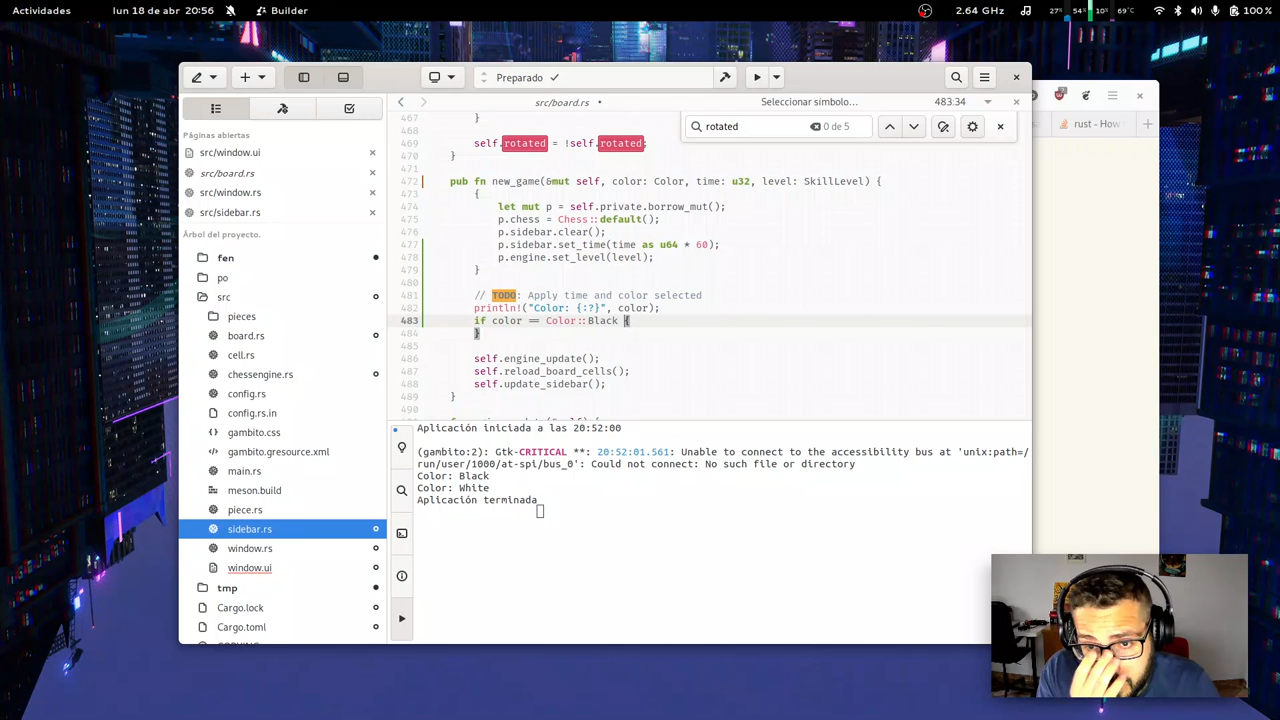 Actividades
lun 18 de abr 20:56
Builder
2.64 GHz
27%
54%
10%
69°C
100 %
Preparado
src/board.rs •
Seleccionar símbolo…
483:34
rotated
0 de 5
rust - How
Páginas abiertas
src/window.ui
src/board.rs
src/window.rs
src/sidebar.rs
Árbol del proyecto.
fen
po
src
pieces
board.rs
cell.rs
chessengine.rs
config.rs
config.rs.in
gambito.css
gambito.gresource.xml
main.rs
meson.build
piece.rs
sidebar.rs
window.rs
window.ui
tmp
Cargo.lock
Cargo.toml
467 }
468
469 self.rotated = !self.rotated;
470 }
471
472 pub fn new_game(&mut self, color: Color, time: u32, level: SkillLevel) {
473 {
474 let mut p = self.private.borrow_mut();
475 p.chess = Chess::default();
476 p.sidebar.clear();
477 p.sidebar.set_time(time as u64 * 60);
478 p.engine.set_level(level);
479 }
480
481 // TODO: Apply time and color selected
482 println!("Color: {:?}", color);
483 if color == Color::Black {
484 }
485
486 self.engine_update();
487 self.reload_board_cells();
488 self.update_sidebar();
489 }
490
Aplicación iniciada a las 20:52:00
(gambito:2): Gtk-CRITICAL **: 20:52:01.561: Unable to connect to the accessibility bus at 'unix:path=/
run/user/1000/at-spi/bus_0': Could not connect: No such file or directory
Color: Black
Color: White
Aplicación terminada